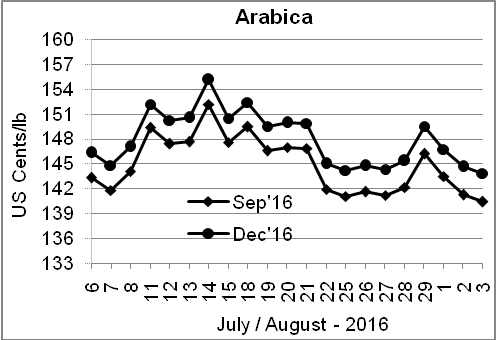 Arabica
US Cents/lb
160
157
154
151
148
145
142
139
136
133
Sep'16
Dec'16
6 7 8 11 12 13 14 15 18 19 20 21 22 25 26 27 28 29 1 2 3
July / August - 2016